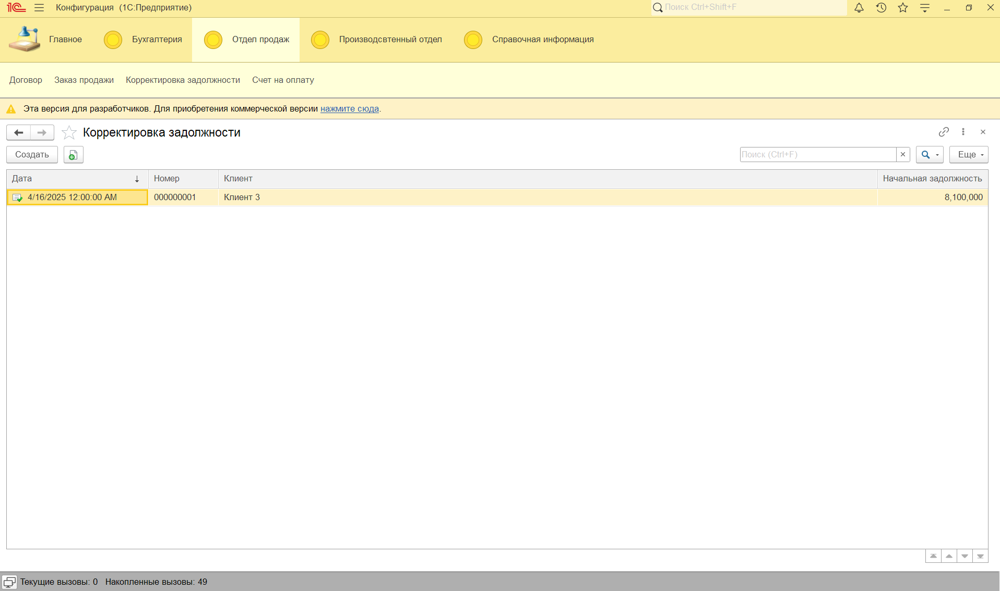 1С Конфигурация (1С:Предприятие) Поиск Ctrl+Shift+F
Главное Бухгалтерия Отдел продаж Производсвтенный отдел Справочная информация
Договор Заказ продажи Корректировка задолжности Счет на оплату
Эта версия для разработчиков. Для приобретения коммерческой версии нажмите сюда.
Корректировка задолжности
Создать Поиск (Ctrl+F) Еще
Дата Номер Клиент Начальная задолжность
4/16/2025 12:00:00 AM 000000001 Клиент 3 8,100,000
Текущие вызовы: 0 Накопленные вызовы: 49